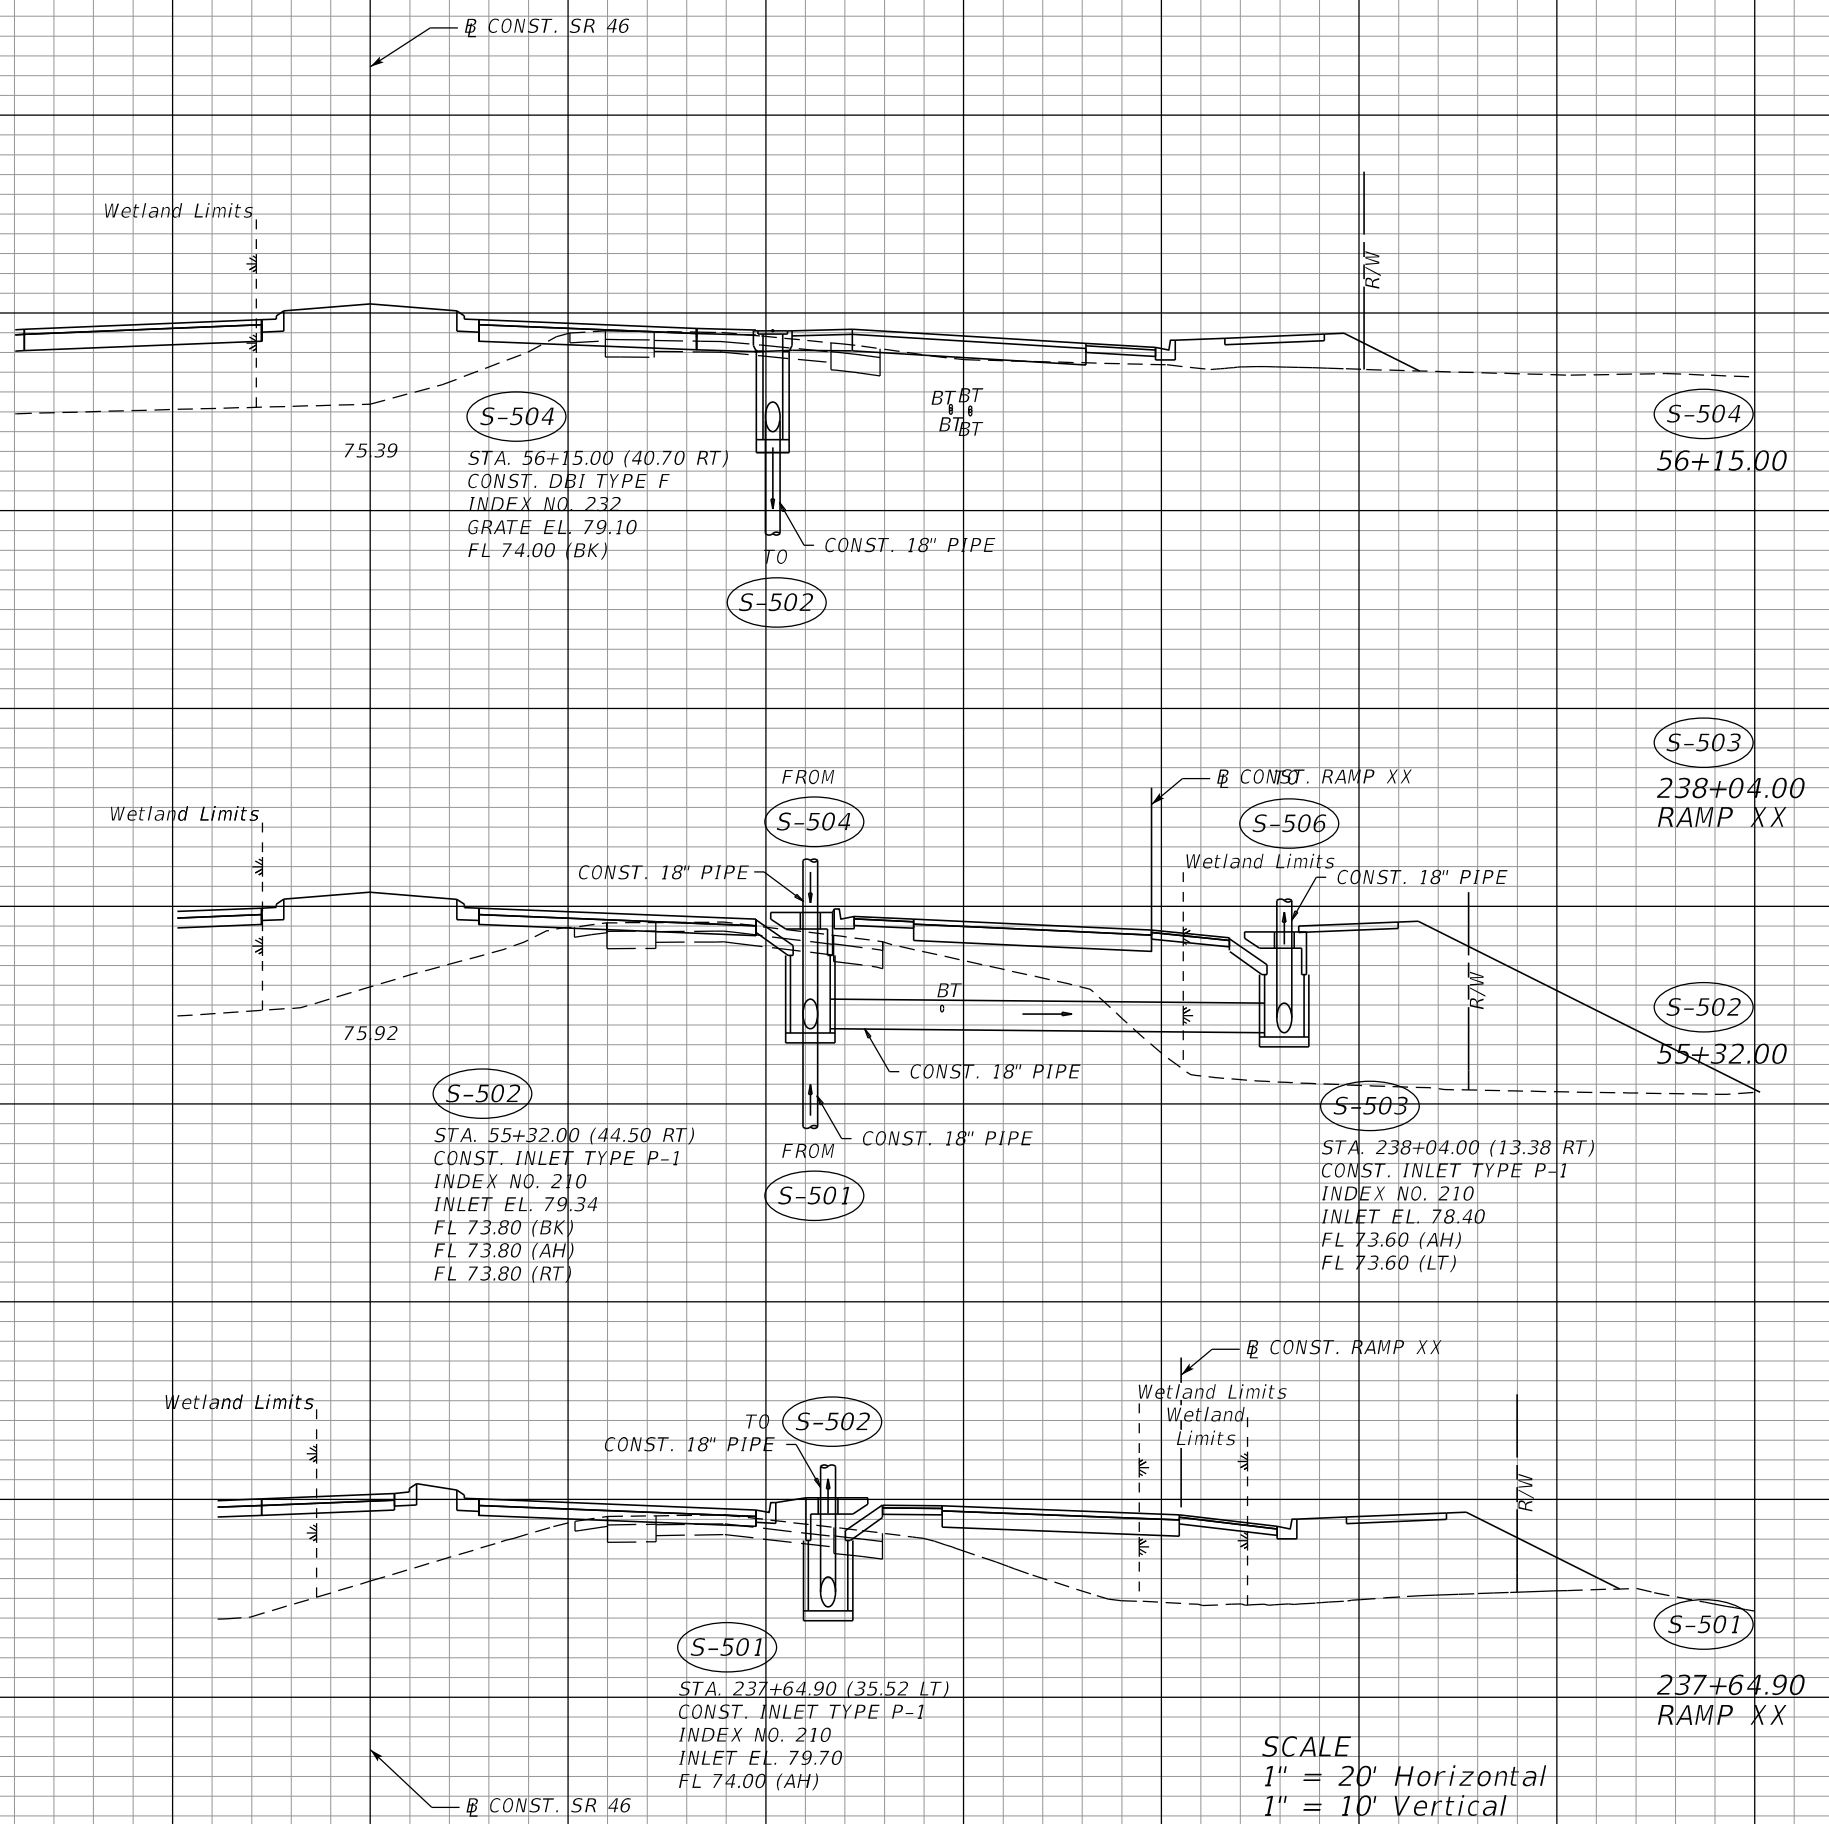 ℄ CONST. SR 46
Wetland Limits
R/W
S-504
STA. 56+15.00 (40.70 RT)
CONST. DBI TYPE F
INDEX NO. 232
GRATE EL. 79.10
FL 74.00 (BK)
75.39
BT BT
BT BT
S-504
56+15.00
CONST. 18" PIPE
TO
S-502
S-503
238+04.00
RAMP XX
FROM
S-504
CONST. 18" PIPE
Wetland Limits
℄ CONST. RAMP XX
TO
S-506
Wetland Limits
CONST. 18" PIPE
R/W
BT
75.92
S-502
55+32.00
CONST. 18" PIPE
S-502
STA. 55+32.00 (44.50 RT)
CONST. INLET TYPE P-1
INDEX NO. 210
INLET EL. 79.34
FL 73.80 (BK)
FL 73.80 (AH)
FL 73.80 (RT)
CONST. 18" PIPE
FROM
S-501
S-503
STA. 238+04.00 (13.38 RT)
CONST. INLET TYPE P-1
INDEX NO. 210
INLET EL. 78.40
FL 73.60 (AH)
FL 73.60 (LT)
℄ CONST. RAMP XX
Wetland Limits
Wetland Limits
Wetland
Limits
TO
S-502
CONST. 18" PIPE
R/W
S-501
STA. 237+64.90 (35.52 LT)
CONST. INLET TYPE P-1
INDEX NO. 210
INLET EL. 79.70
FL 74.00 (AH)
S-501
237+64.90
RAMP XX
℄ CONST. SR 46
SCALE
1" = 20' Horizontal
1" = 10' Vertical